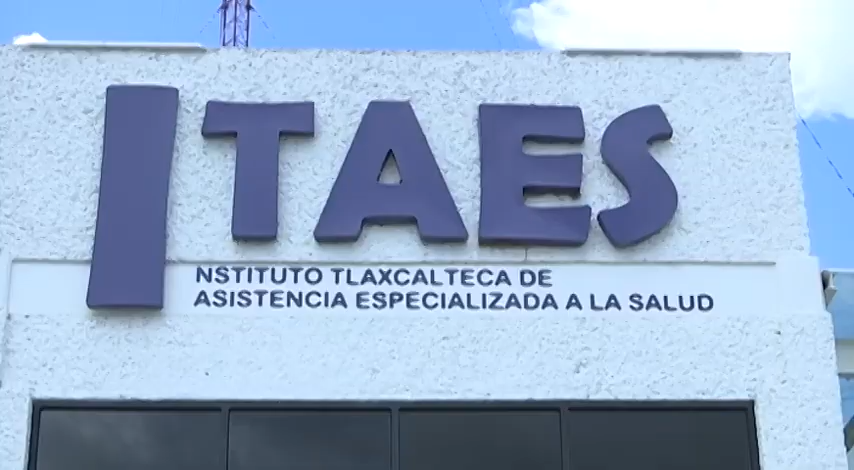 ITAES
NSTITUTO TLAXCALTECA DE
ASISTENCIA ESPECIALIZADA A LA SALUD